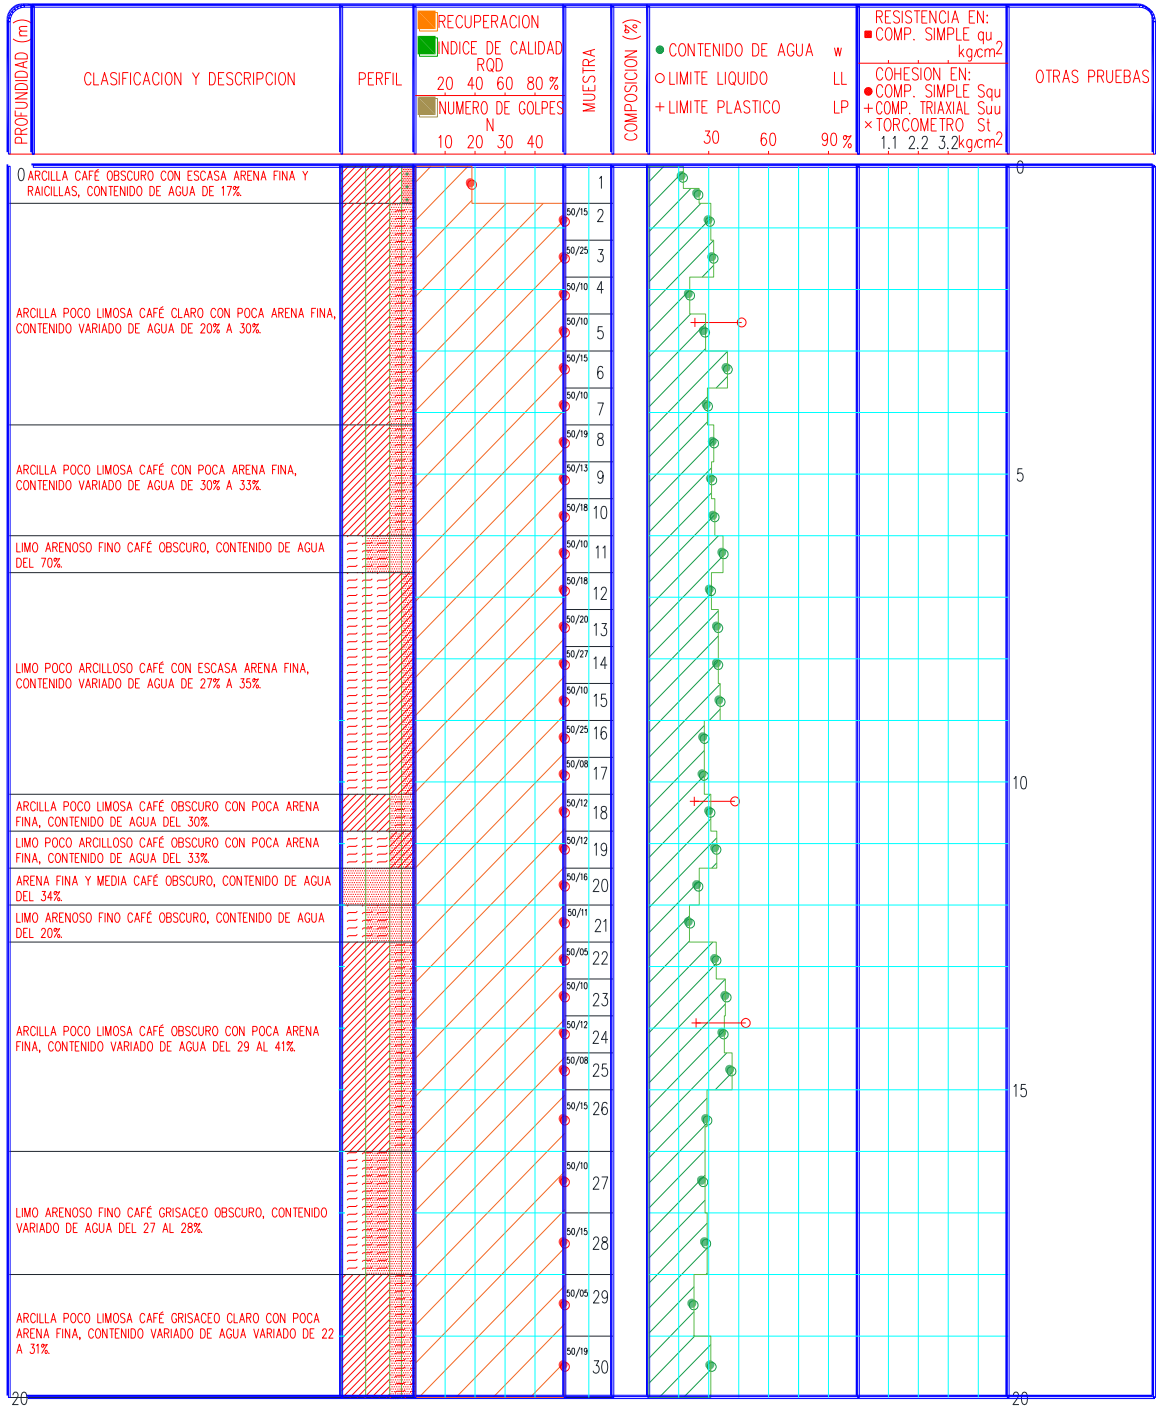 PROFUNDIDAD (m)
CLASIFICACION Y DESCRIPCION
PERFIL
RECUPERACION
INDICE DE CALIDAD
RQD
20 40 80 %
NUMERO DE GOLPES
N
10 20 30 40
MUESTRA
COMPOSICION (%)
CONTENIDO DE AGUA w
LIMITE LIQUIDO LL
LIMITE PLASTICO LP
30 60 90 %
RESISTENCIA EN:
COMP. SIMPLE qu
kg/cm2
COHESION EN:
COMP. SIMPLE Squ
COMP. TRIAXIAL Suu
TORCOMETRO St
1.1 2.2 3.2 kg/cm2
OTRAS PRUEBAS
0
ARCILLA CAFÉ OBSCURO CON ESCASA ARENA FINA Y
RAICILLAS, CONTENIDO DE AGUA DE 17%.
ARCILLA POCO LIMOSA CAFÉ CLARO CON POCA ARENA FINA,
CONTENIDO VARIADO DE AGUA DE 20% A 30%.
ARCILLA POCO LIMOSA CAFÉ CON POCA ARENA FINA,
CONTENIDO VARIADO DE AGUA DE 30% A 33%.
LIMO ARENOSO FINO CAFÉ OBSCURO, CONTENIDO DE AGUA
DEL 70%.
LIMO POCO ARCILLOSO CAFÉ CON ESCASA ARENA FINA,
CONTENIDO VARIADO DE AGUA DE 27% A 35%.
ARCILLA POCO LIMOSA CAFÉ OBSCURO CON POCA ARENA
FINA, CONTENIDO DE AGUA DEL 30%.
LIMO POCO ARCILLOSO CAFÉ OBSCURO CON POCA ARENA
FINA, CONTENIDO DE AGUA DEL 33%.
ARENA FINA Y MEDIA CAFÉ OBSCURO, CONTENIDO DE AGUA
DEL 34%.
LIMO ARENOSO FINO CAFÉ OBSCURO, CONTENIDO DE AGUA
DEL 20%.
ARCILLA POCO LIMOSA CAFÉ OBSCURO CON POCA ARENA
FINA, CONTENIDO VARIADO DE AGUA DEL 29 AL 41%.
LIMO ARENOSO FINO CAFÉ GRISACEO OBSCURO, CONTENIDO
VARIADO DE AGUA DEL 27 AL 28%.
ARCILLA POCO LIMOSA CAFÉ GRISACEO CLARO CON POCA
ARENA FINA, CONTENIDO VARIADO DE AGUA VARIADO DE 22
A 31%.
20
1
50/15 2
50/25 3
50/10 4
50/10 5
50/15 6
50/10 7
50/19 8
50/13 9
50/18 10
50/10 11
50/18 12
50/20 13
50/27 14
50/10 15
50/25 16
50/08 17
50/12 18
50/12 19
50/16 20
50/11 21
50/05 22
50/10 23
50/12 24
50/08 25
50/15 26
50/10 27
50/15 28
50/05 29
50/19 30
0
5
10
15
20